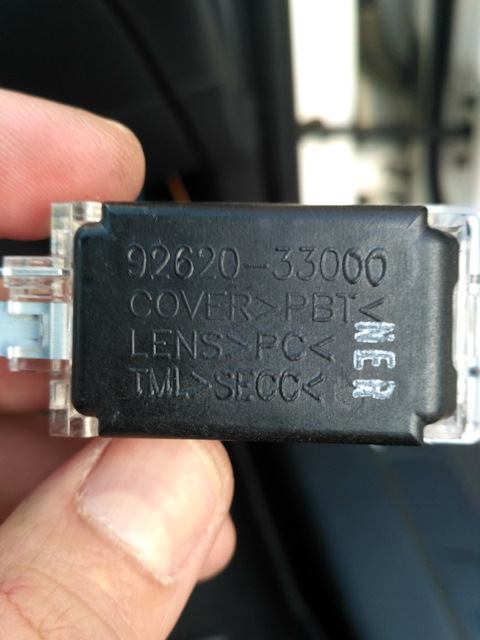 92620-33000
COVER>PBT<
LENS>PC<
TML>SECC<
NER